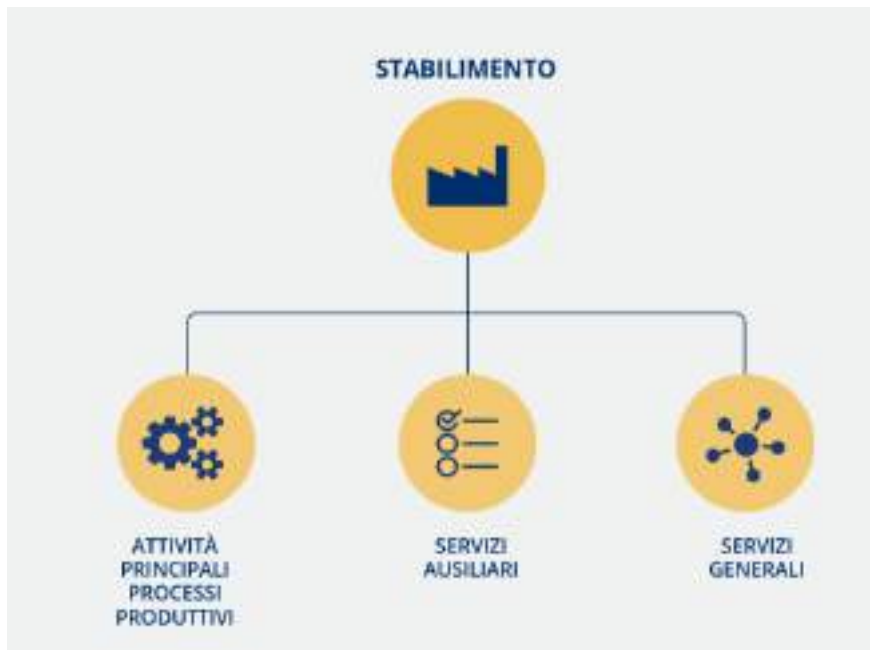 STABILIMENTO
ATTIVITÀ
PRINCIPALI
PROCESSI
PRODUTTIVI
SERVIZI
AUSILIARI
SERVIZI
GENERALI